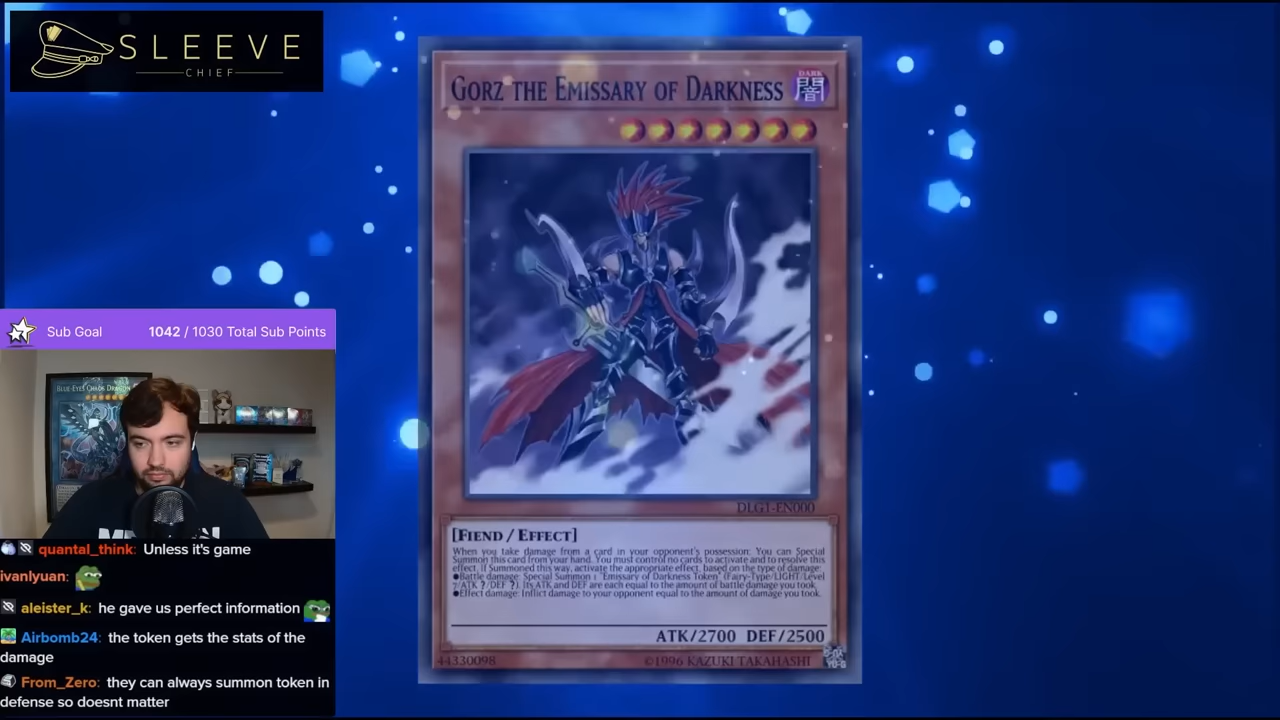 SLEEVE
CHIEF
GORZ THE EMISSARY OF DARKNESS
DARK
闇
DLG1-EN000
[FIEND / EFFECT]
When you take damage from a card in your opponent's possession: You can Special
Summon this card from your hand. You must control no cards to activate and to resolve this
effect. If Summoned this way, activate the appropriate effect, based on the type of damage:
●Battle damage: Special Summon 1 "Emissary of Darkness Token" (Fairy-Type/LIGHT/Level
7/ATK ?/DEF ?). Its ATK and DEF are each equal to the amount of battle damage you took.
●Effect damage: Inflict damage to your opponent equal to the amount of damage you took.
ATK/2700 DEF/2500
44330098
©1996 KAZUKI TAKAHASHI
Sub Goal 1042 / 1030 Total Sub Points
BLUE-EYES CHAOS DRAGON
quantal_think: Unless it's game
ivanlyuan:
aleister_k: he gave us perfect information
Airbomb24: the token gets the stats of the
damage
From_Zero: they can always summon token in
defense so doesnt matter